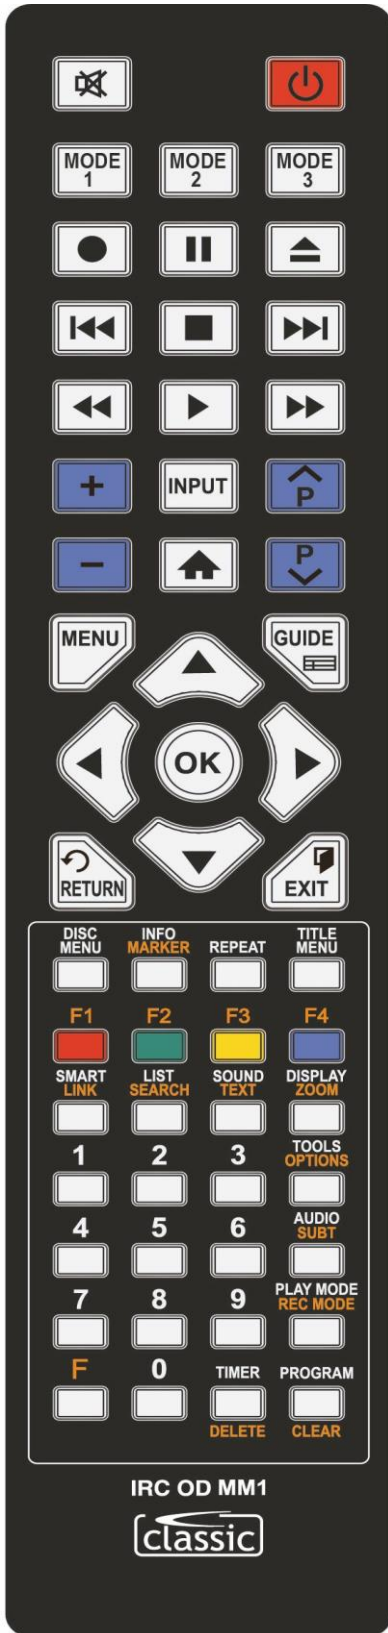 MODE 1
MODE 2
MODE 3
+
INPUT
P
-
P
MENU
GUIDE
OK
RETURN
EXIT
DISC MENU
INFO MARKER
REPEAT
TITLE MENU
F1
F2
F3
F4
SMART LINK
LIST SEARCH
SOUND TEXT
DISPLAY ZOOM
1
2
3
TOOLS OPTIONS
4
5
6
AUDIO SUBT
7
8
9
PLAY MODE REC MODE
F
0
TIMER DELETE
PROGRAM CLEAR
IRC OD MM1
classic